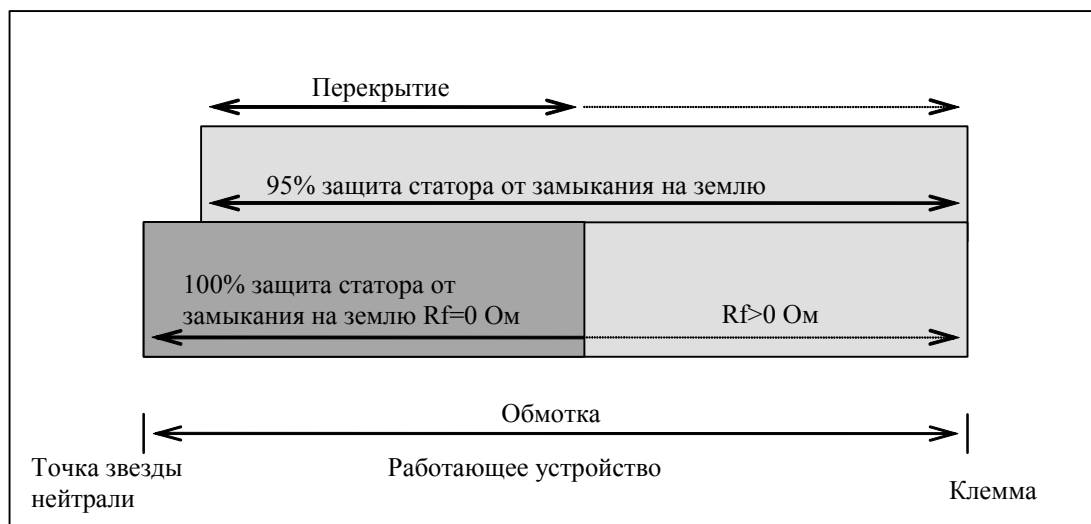 Перекрытие
95% защита статора от замыкания на землю
100% защита статора от
замыкания на землю Rf=0 Ом
Rf>0 Ом
Обмотка
Точка звезды
нейтрали
Работающее устройство
Клемма